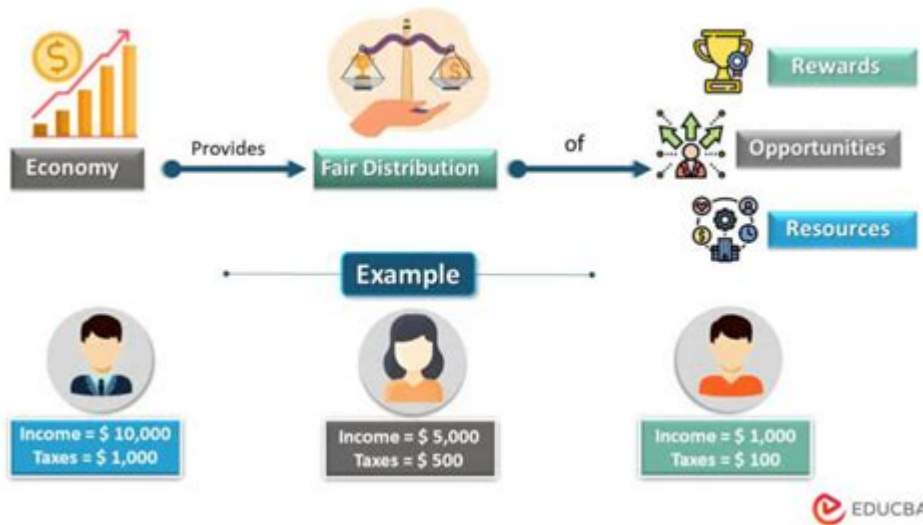 Rewards
Provides
of
Economy
Fair Distribution
Opportunities
Resources
Example
Income = $ 10,000
Taxes = $ 1,000
Income = $ 5,000
Taxes = $ 500
Income = $ 1,000
Taxes = $ 100
EDUCBA